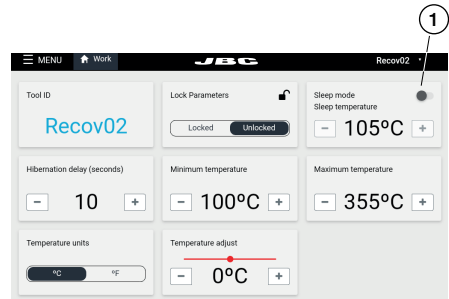 1
MENU Work JBC Recov02
Tool ID
Recov02
Lock Parameters
Locked Unlocked
Sleep mode
Sleep temperature
- 105ºC +
Hibernation delay (seconds)
- 10 +
Minimum temperature
- 100ºC +
Maximum temperature
- 355ºC +
Temperature units
ºC ºF
Temperature adjust
- 0ºC +